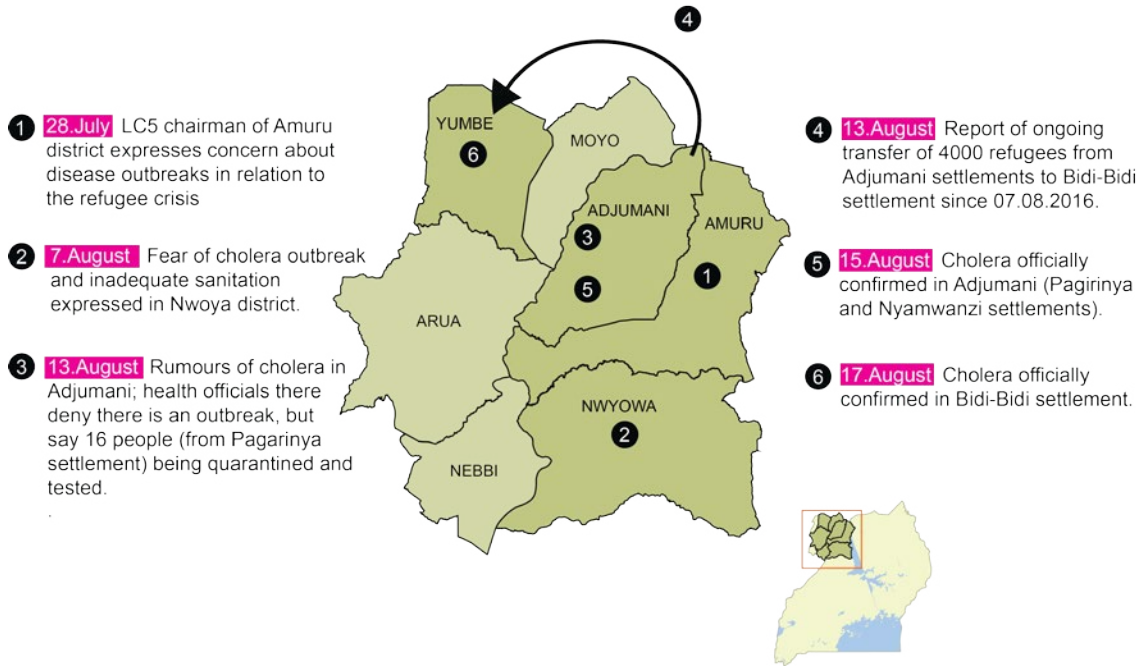 4
1 28.July LC5 chairman of Amuru
district expresses concern about
disease outbreaks in relation to
the refugee crisis
2 7.August Fear of cholera outbreak
and inadequate sanitation
expressed in Nwoya district.
3 13.August Rumours of cholera in
Adjumani; health officials there
deny there is an outbreak, but
say 16 people (from Pagarinya
settlement) being quarantined and
tested.
.
YUMBE
6
MOYO
ADJUMANI
3
5
AMURU
1
ARUA
NWYOWA
2
NEBBI
4 13.August Report of ongoing
transfer of 4000 refugees from
Adjumani settlements to Bidi-Bidi
settlement since 07.08.2016.
5 15.August Cholera officially
confirmed in Adjumani (Pagirinya
and Nyamwanzi settlements).
6 17.August Cholera officially
confirmed in Bidi-Bidi settlement.